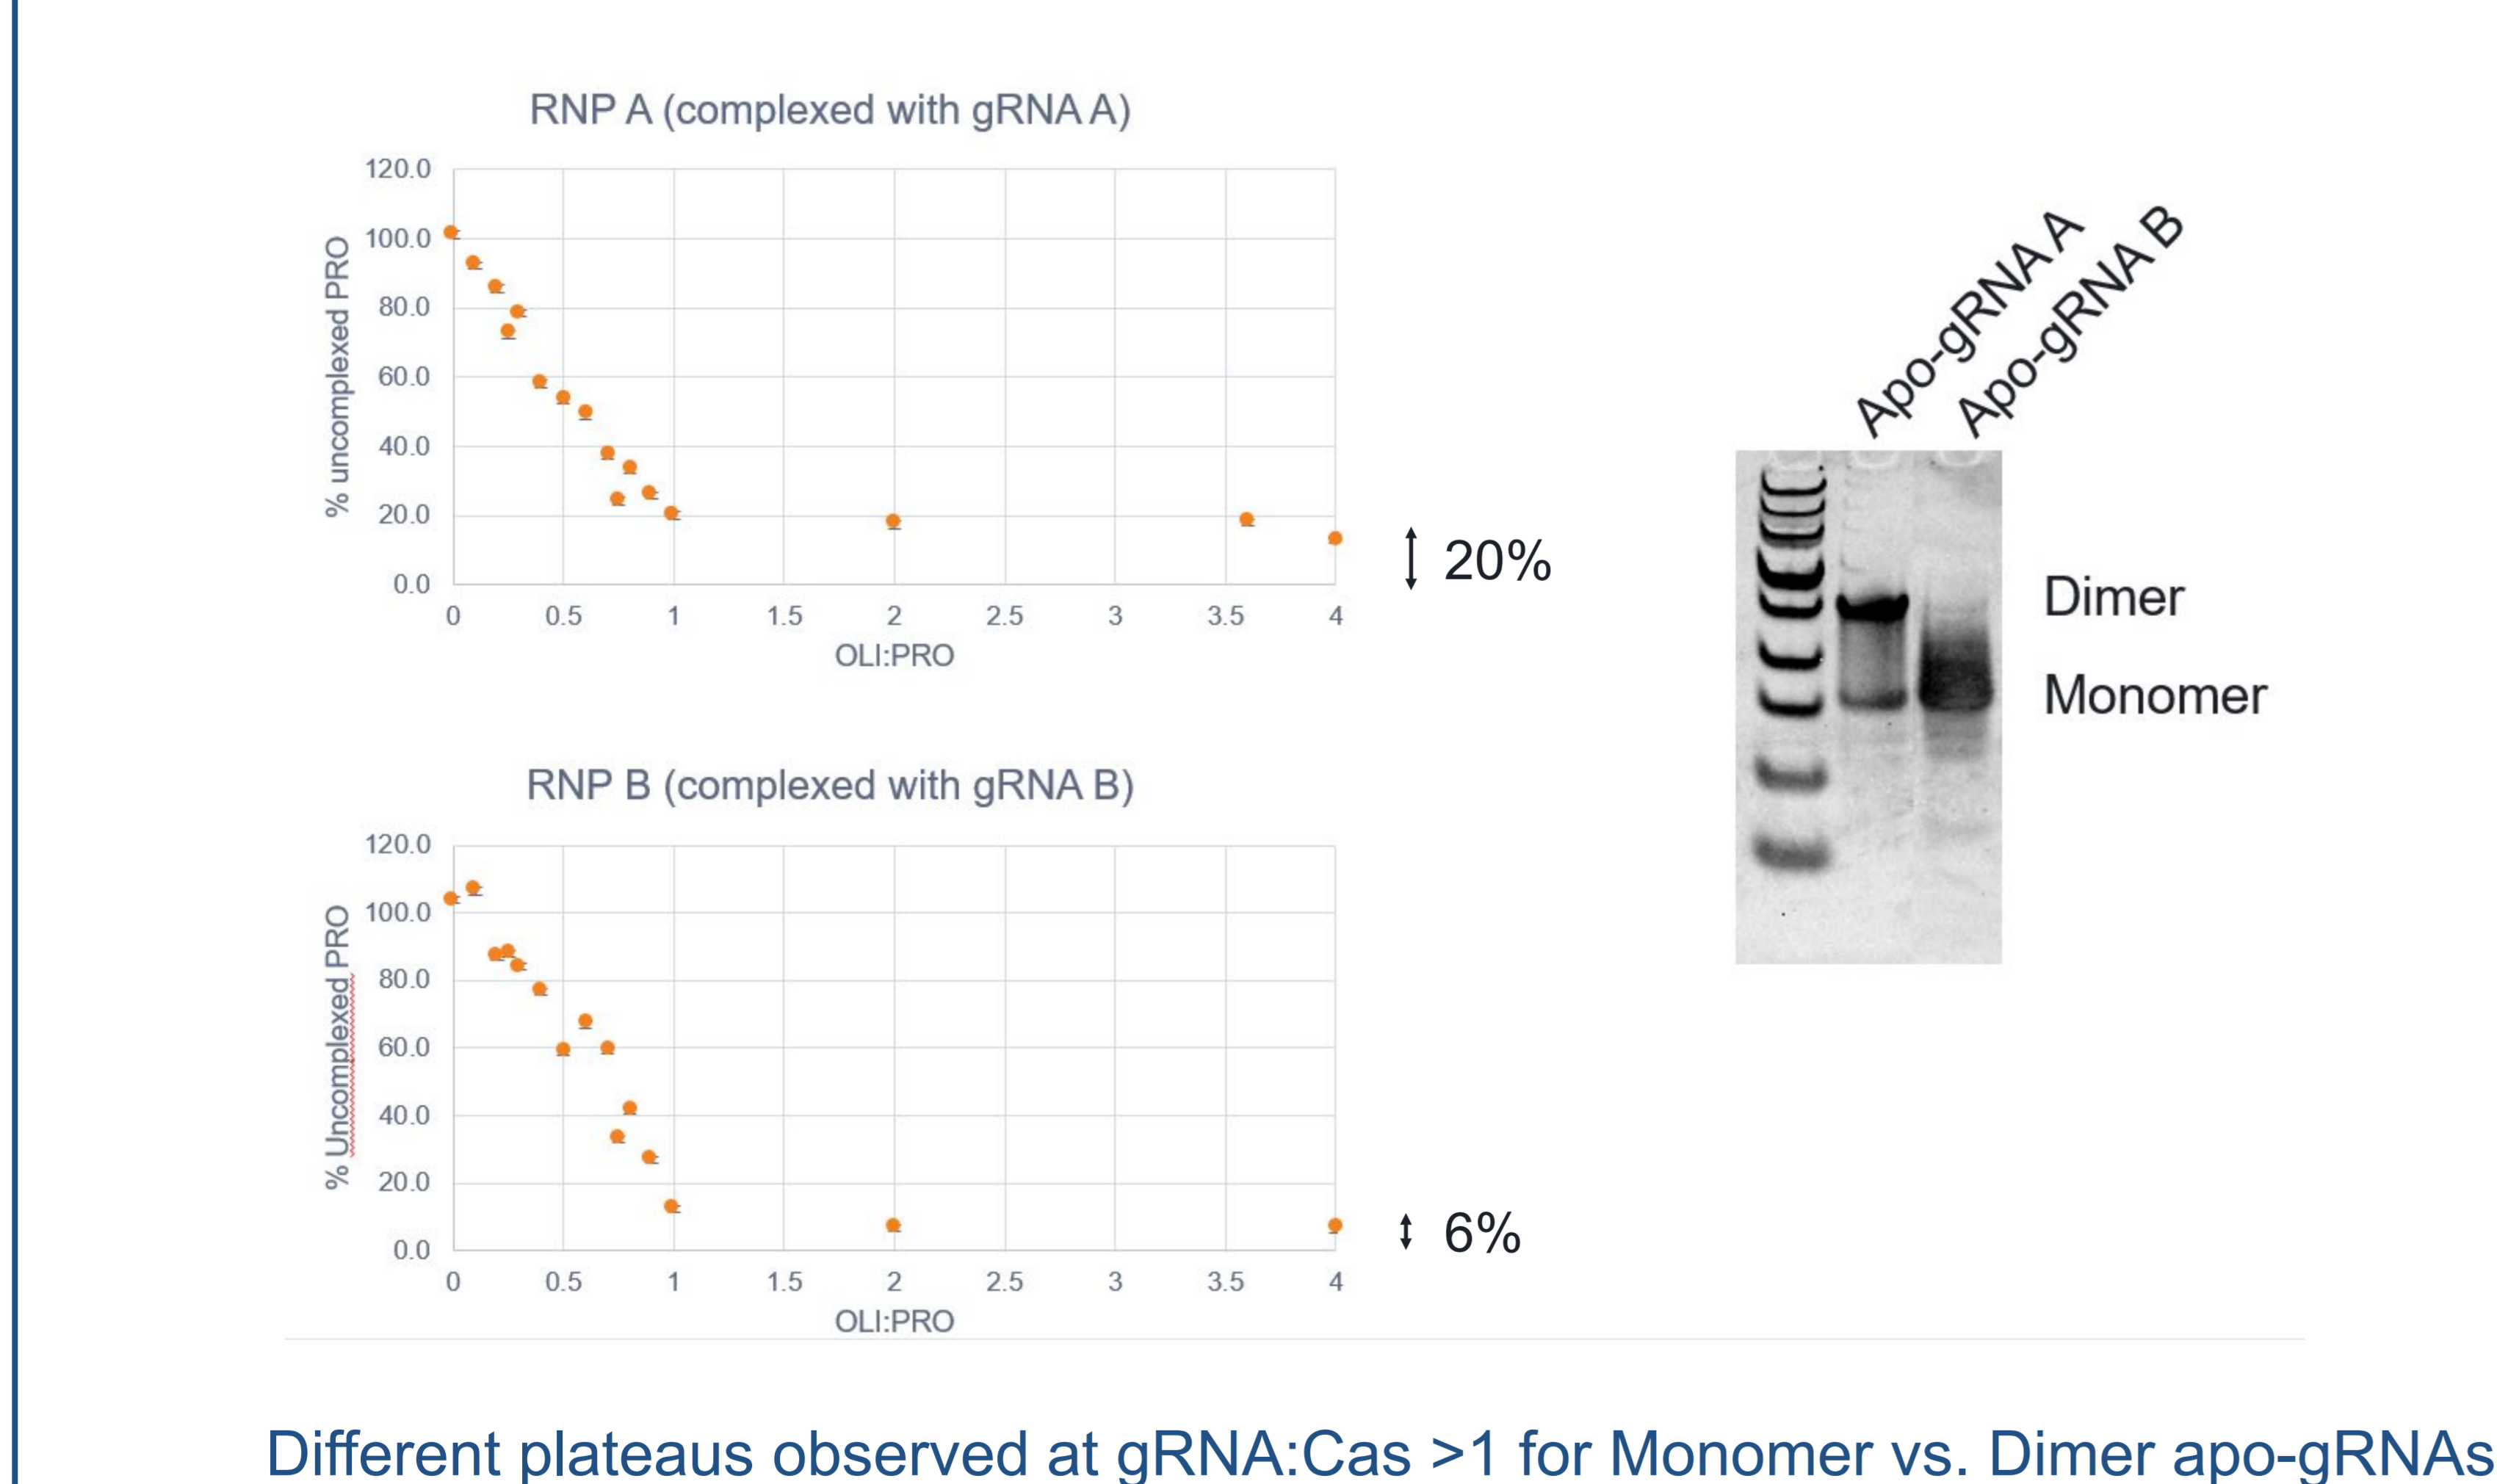 RNP A (complexed with gRNA A)
% uncomplexed PRO
120.0
100.0
80.0
60.0
40.0
20.0
0.0
0 0.5 1 1.5 2 2.5 3 3.5 4
OLI:PRO
20%
RNP B (complexed with gRNA B)
% Uncomplexed PRO
120.0
100.0
80.0
60.0
40.0
20.0
0.0
0 0.5 1 1.5 2 2.5 3 3.5 4
OLI:PRO
6%
Apo-gRNA A
Apo-gRNA B
Dimer
Monomer
Different plateaus observed at gRNA:Cas >1 for Monomer vs. Dimer apo-gRNAs